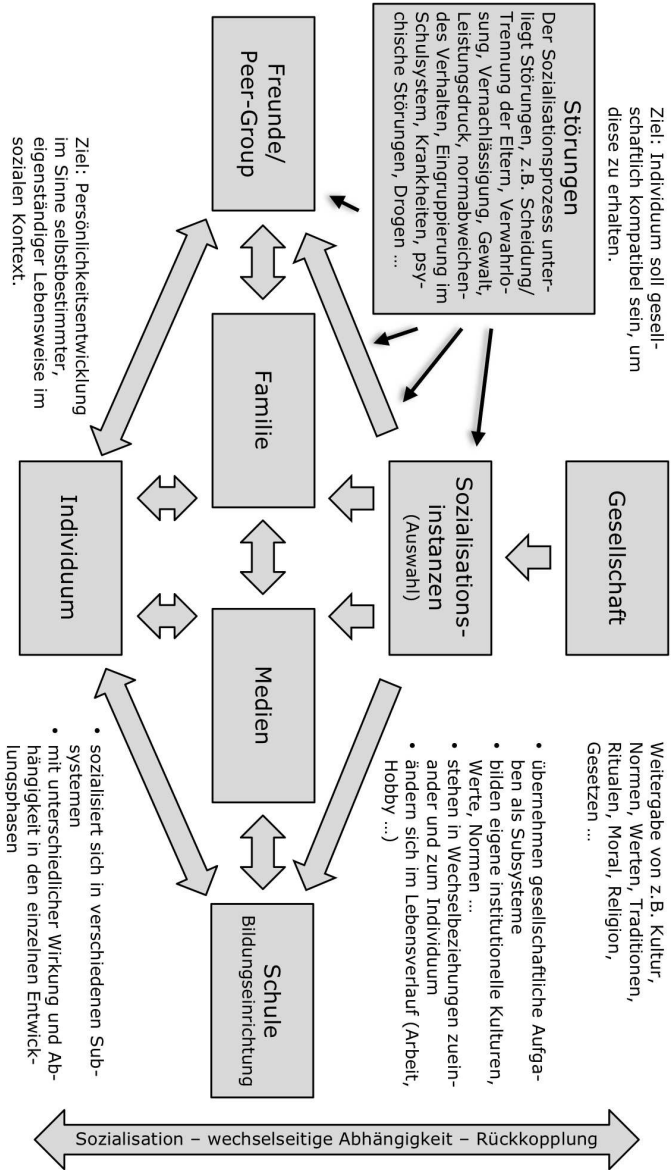 Ziel: Individuum soll gesell-
schaftlich kompatibel sein, um
diese zu erhalten.
Gesellschaft
Weitergabe von z.B. Kultur,
Normen, Werten, Traditionen,
Ritualen, Moral, Religion,
Gesetzen ...
Störungen
Der Sozialisationsprozess unter-
liegt Störungen, z.B. Scheidung/
Trennung der Eltern, Verwahrlo-
sung, Vernachlässigung, Gewalt,
Leistungsdruck, normabweichen-
des Verhalten, Eingruppierung im
Schulsystem, Krankheiten, psy-
chische Störungen, Drogen ...
Sozialisations-
instanzen
(Auswahl)
• übernehmen gesellschaftliche Aufga-
ben als Subsysteme
• bilden eigene institutionelle Kulturen,
Werte, Normen ...
• stehen in Wechselbeziehungen zuein-
ander und zum Individuum
• ändern sich im Lebensverlauf (Arbeit,
Hobby ...)
Freunde/
Peer-Group
Familie
Medien
Schule
Bildungseinrichtung
Ziel: Persönlichkeitsentwicklung
im Sinne selbstbestimmter,
eigenständiger Lebensweise im
sozialen Kontext.
Individuum
• sozialisiert sich in verschiedenen Sub-
systemen
• mit unterschiedlicher Wirkung und Ab-
hängigkeit in den einzelnen Entwick-
lungsphasen
Sozialisation – wechselseitige Abhängigkeit – Rückkopplung